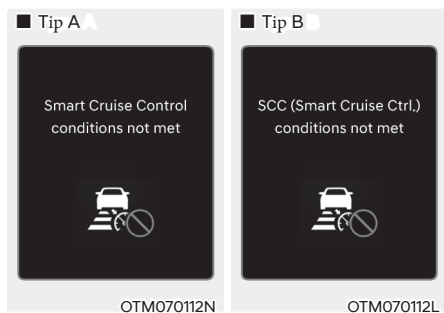 ■ Tip A
Smart Cruise Control
conditions not met
OTM070112N
■ Tip B
SCC (Smart Cruise Ctrl.)
conditions not met
OTM070112L